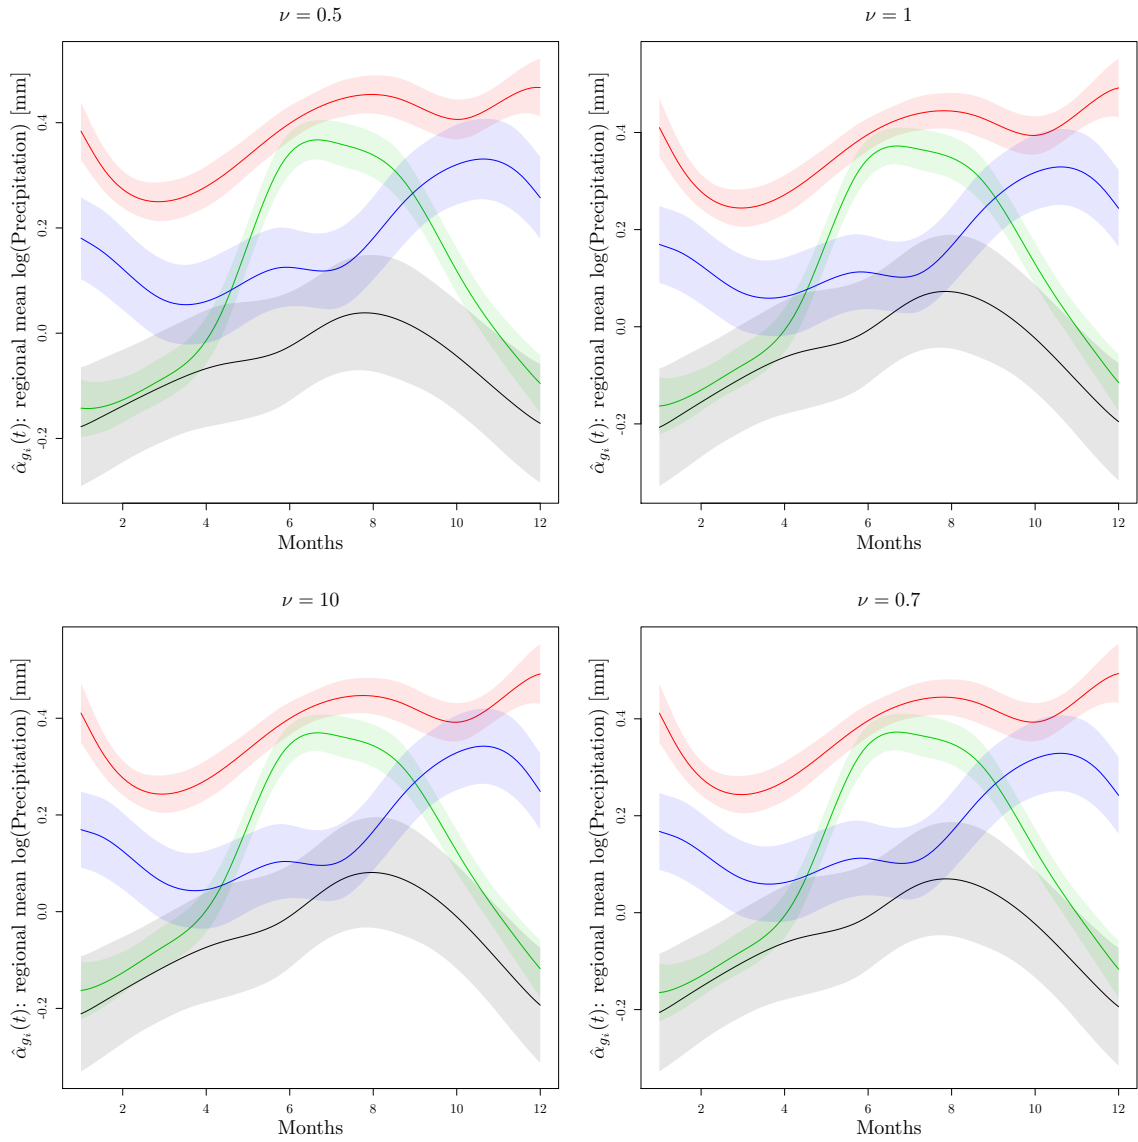 ν = 0.5
α̂_{g_i}(t): regional mean log(Precipitation) [mm]
0.4
0.2
0.0
-0.2
2 4 6 8 10 12
Months
ν = 1
α̂_{g_i}(t): regional mean log(Precipitation) [mm]
0.4
0.2
0.0
-0.2
2 4 6 8 10 12
Months
ν = 10
α̂_{g_i}(t): regional mean log(Precipitation) [mm]
0.4
0.2
0.0
-0.2
2 4 6 8 10 12
Months
ν = 0.7
α̂_{g_i}(t): regional mean log(Precipitation) [mm]
0.4
0.2
0.0
-0.2
2 4 6 8 10 12
Months